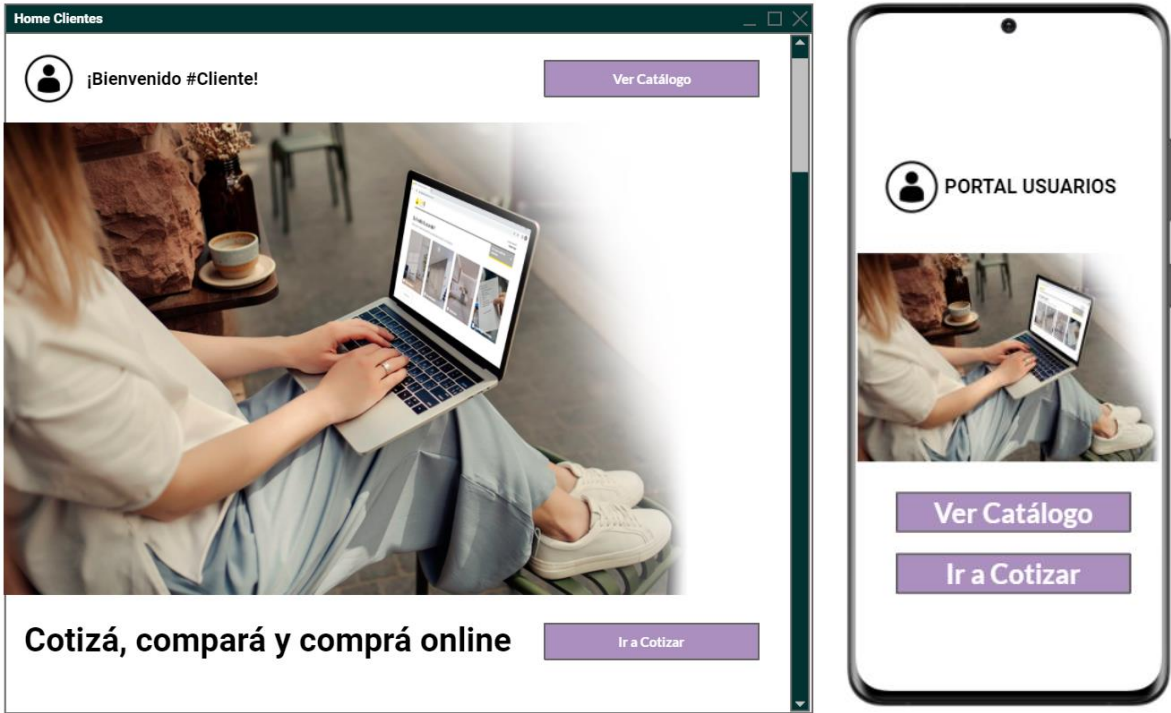 Home Clientes
¡Bienvenido #Cliente!
Ver Catálogo
Cotizá, compará y comprá online
Ir a Cotizar
PORTAL USUARIOS
Ver Catálogo
Ir a Cotizar